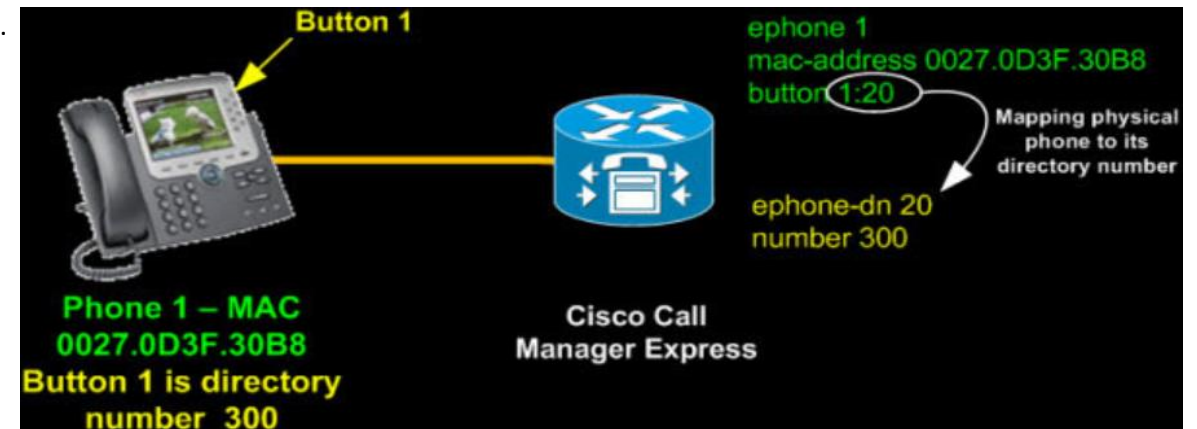 .
Button 1
ephone 1
mac-address 0027.0D3F.30B8
button 1:20
Mapping physical
phone to its
directory number
ephone-dn 20
number 300
Phone 1 – MAC
0027.0D3F.30B8
Button 1 is directory
number 300
Cisco Call
Manager Express